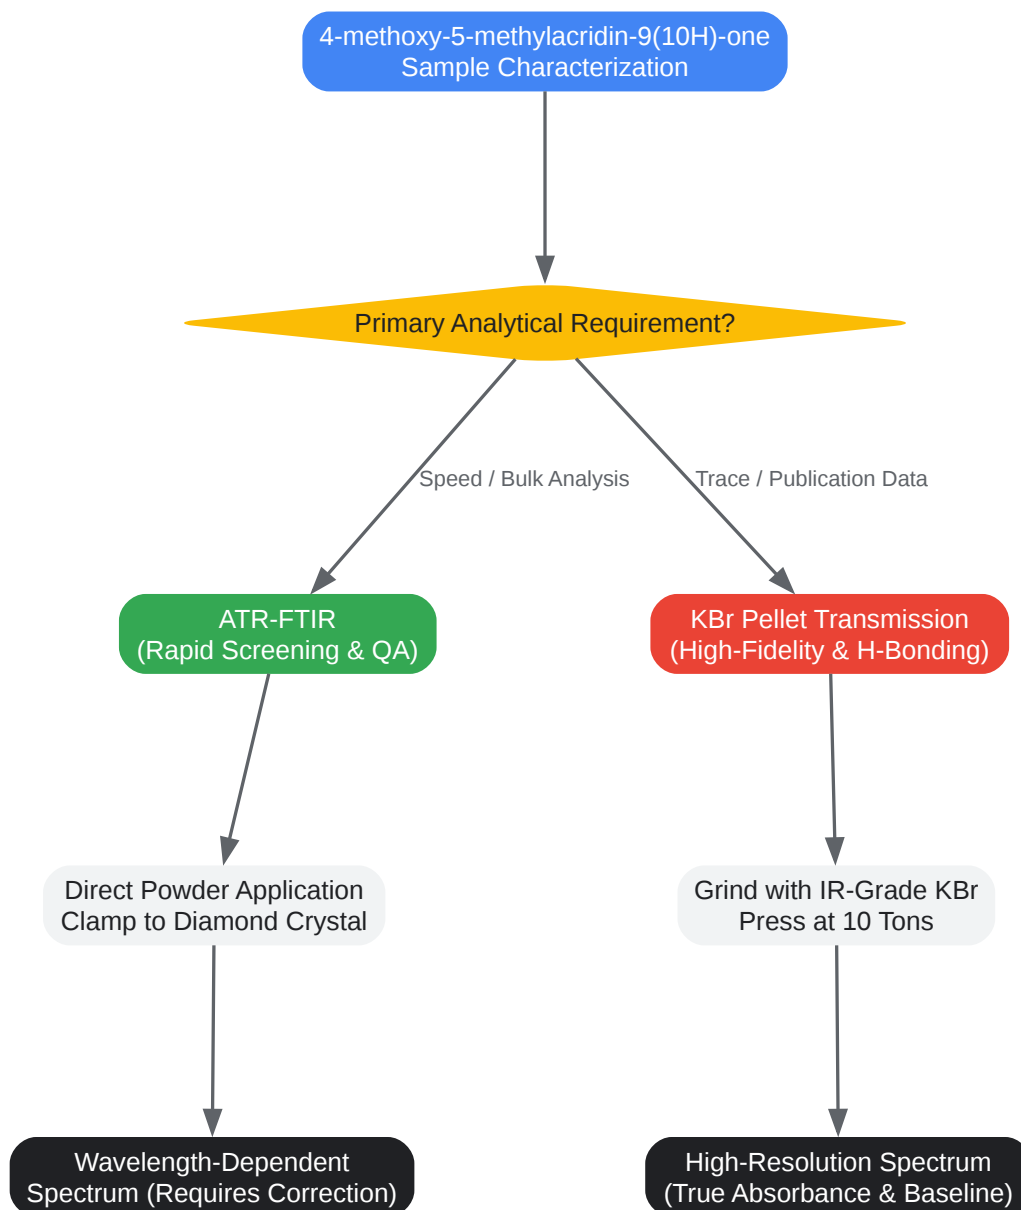 4-methoxy-5-methylacridin-9(10H)-one
Sample Characterization
Primary Analytical Requirement?
Speed / Bulk Analysis
Trace / Publication Data
ATR-FTIR
(Rapid Screening & QA)
KBr Pellet Transmission
(High-Fidelity & H-Bonding)
Direct Powder Application
Clamp to Diamond Crystal
Grind with IR-Grade KBr
Press at 10 Tons
Wavelength-Dependent
Spectrum (Requires Correction)
High-Resolution Spectrum
(True Absorbance & Baseline)